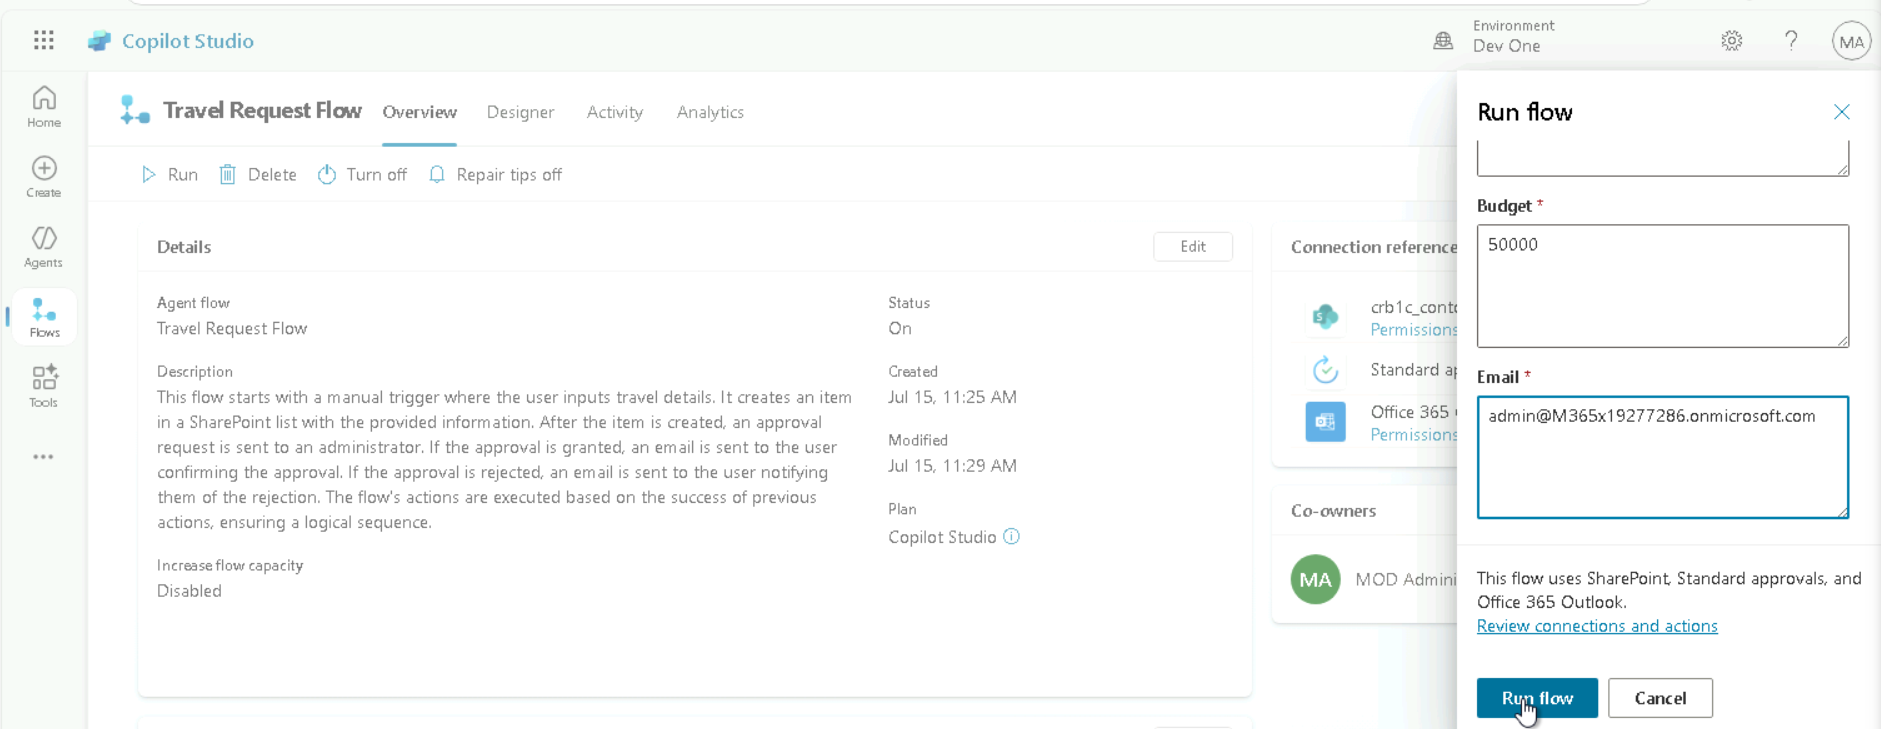 Copilot Studio
Environment
Dev One
MA
Home
Create
Agents
Flows
Tools
Travel Request Flow
Overview
Designer
Activity
Analytics
Run
Delete
Turn off
Repair tips off
Details
Edit
Agent flow
Travel Request Flow
Description
This flow starts with a manual trigger where the user inputs travel details. It creates an item
in a SharePoint list with the provided information. After the item is created, an approval
request is sent to an administrator. If the approval is granted, an email is sent to the user
confirming the approval. If the approval is rejected, an email is sent to the user notifying
them of the rejection. The flow's actions are executed based on the success of previous
actions, ensuring a logical sequence.
Increase flow capacity
Disabled
Status
On
Created
Jul 15, 11:25 AM
Modified
Jul 15, 11:29 AM
Plan
Copilot Studio
Connection reference
crb1c_cont
Permissions
Standard a
Office 365
Permissions
Co-owners
MA
MOD Admini
Run flow
Budget *
50000
Email *
admin@M365x19277286.onmicrosoft.com
This flow uses SharePoint, Standard approvals, and
Office 365 Outlook.
Review connections and actions
Run flow
Cancel